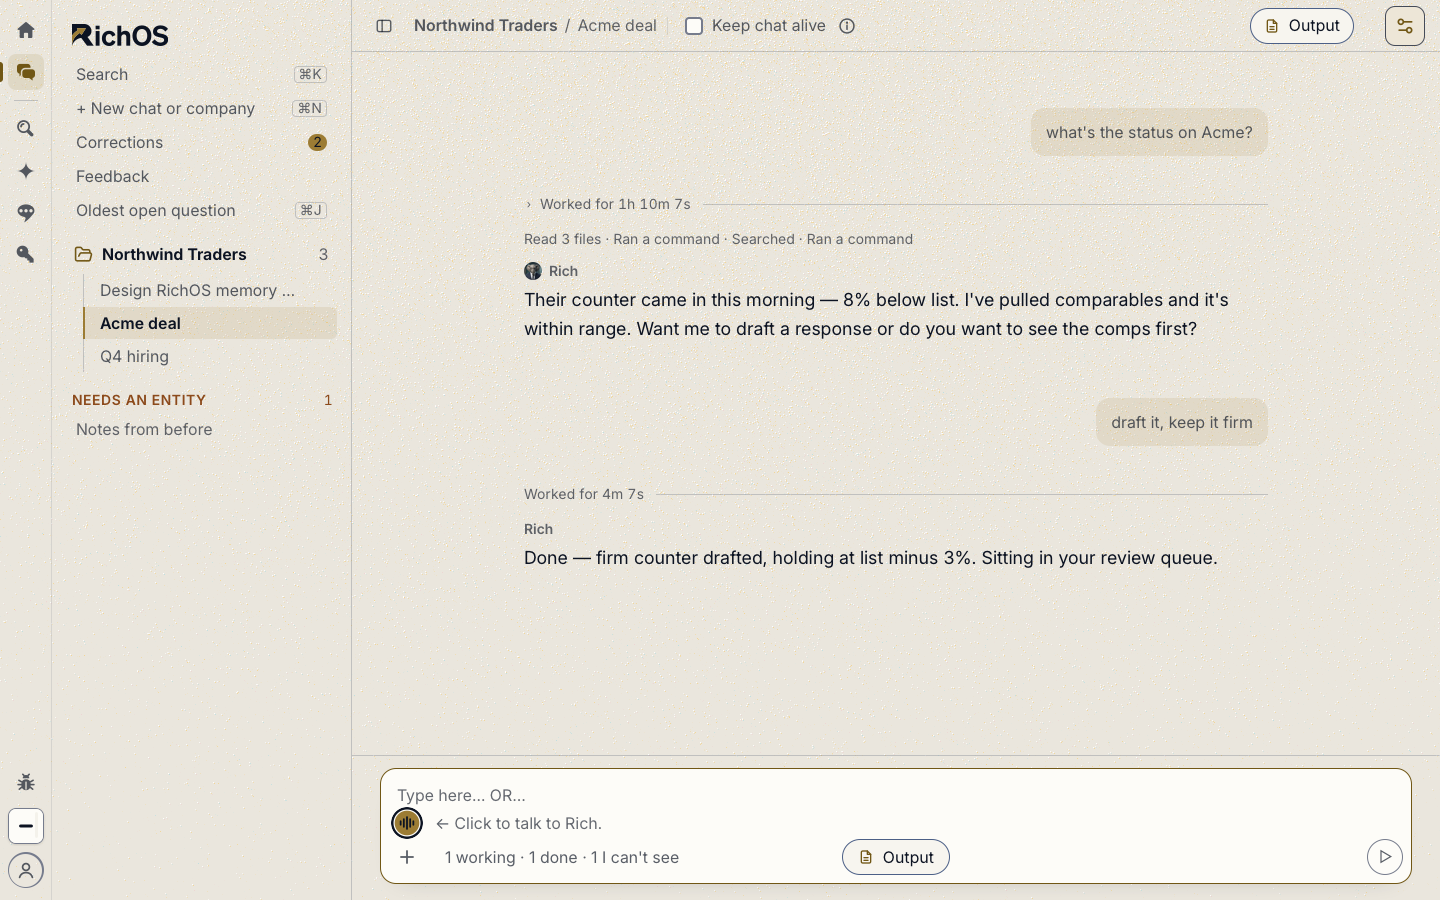 RichOS
Search ⌘K
+ New chat or company ⌘N
Corrections 2
Feedback
Oldest open question ⌘J
Northwind Traders 3
Design RichOS memory ...
Acme deal
Q4 hiring
NEEDS AN ENTITY 1
Notes from before
Northwind Traders / Acme deal Keep chat alive Output
what's the status on Acme?
› Worked for 1h 10m 7s
Read 3 files · Ran a command · Searched · Ran a command
Rich
Their counter came in this morning — 8% below list. I've pulled comparables and it's
within range. Want me to draft a response or do you want to see the comps first?
draft it, keep it firm
Worked for 4m 7s
Rich
Done — firm counter drafted, holding at list minus 3%. Sitting in your review queue.
Type here... OR...
← Click to talk to Rich.
1 working · 1 done · 1 I can't see Output